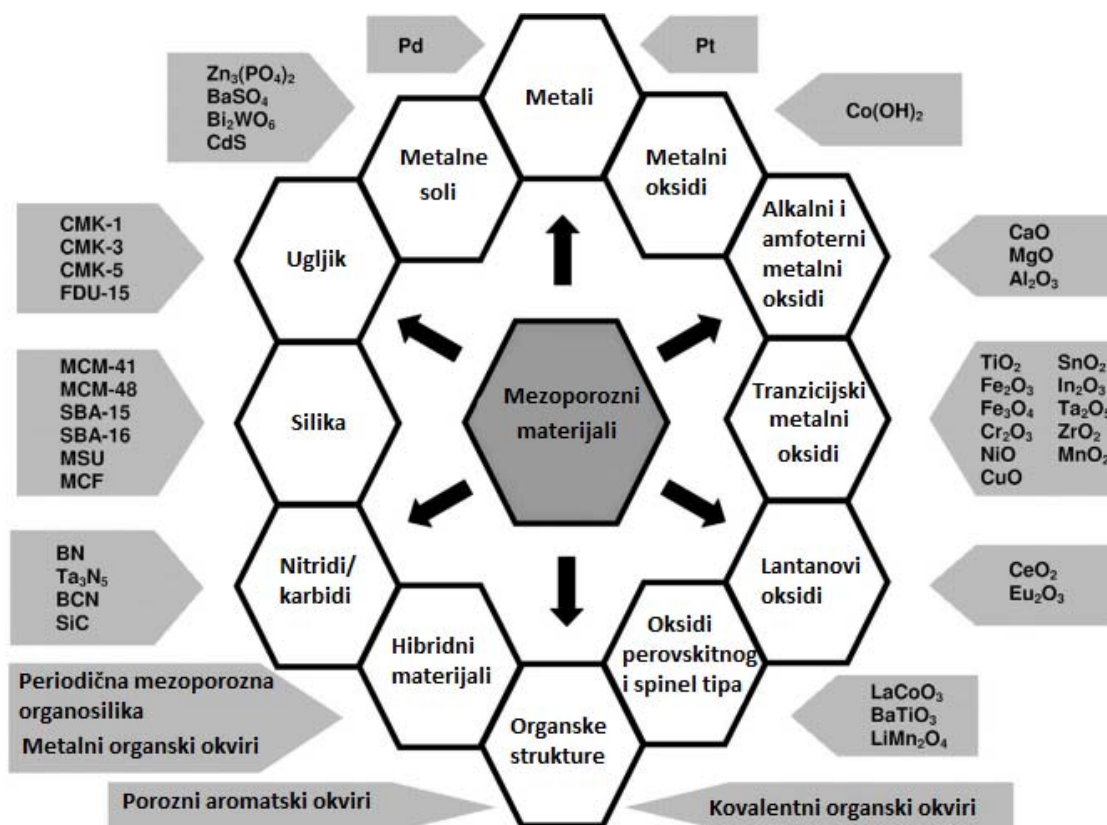 Pd
Pt
Metali
Zn₃(PO₄)₂
BaSO₄
Bi₂WO₆
CdS
Metalne
soli
Metalni
oksidi
Co(OH)₂
CMK-1
CMK-3
CMK-5
FDU-15
Ugljik
Alkalni i
amfoterni
metalni
oksidi
CaO
MgO
Al₂O₃
MCM-41
MCM-48
SBA-15
SBA-16
MSU
MCF
Silika
Mezoporozni
materijali
Tranzicijski
metalni
oksidi
TiO₂ SnO₂
Fe₂O₃ In₂O₃
Fe₃O₄ Ta₂O₅
Cr₂O₃ ZrO₂
NiO MnO₂
CuO
BN
Ta₃N₅
BCN
SiC
Nitridi/
karbidi
Lantanovi
oksidi
CeO₂
Eu₂O₃
Hibridni
materijali
Oksidi
perovskitnog
i spinel tipa
Periodična mezoporozna
organosilika
Metalni organski okviri
Organske
strukture
LaCoO₃
BaTiO₃
LiMn₂O₄
Porozni aromatski okviri
Kovalentni organski okviri